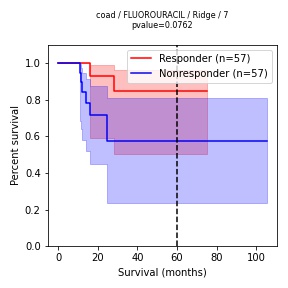 coad / FLUOROURACIL / Ridge / 7
pvalue=0.0762
Responder (n=57)
Nonresponder (n=57)
Percent survival
1.0
0.8
0.6
0.4
0.2
0.0
0 20 40 60 80 100
Survival (months)